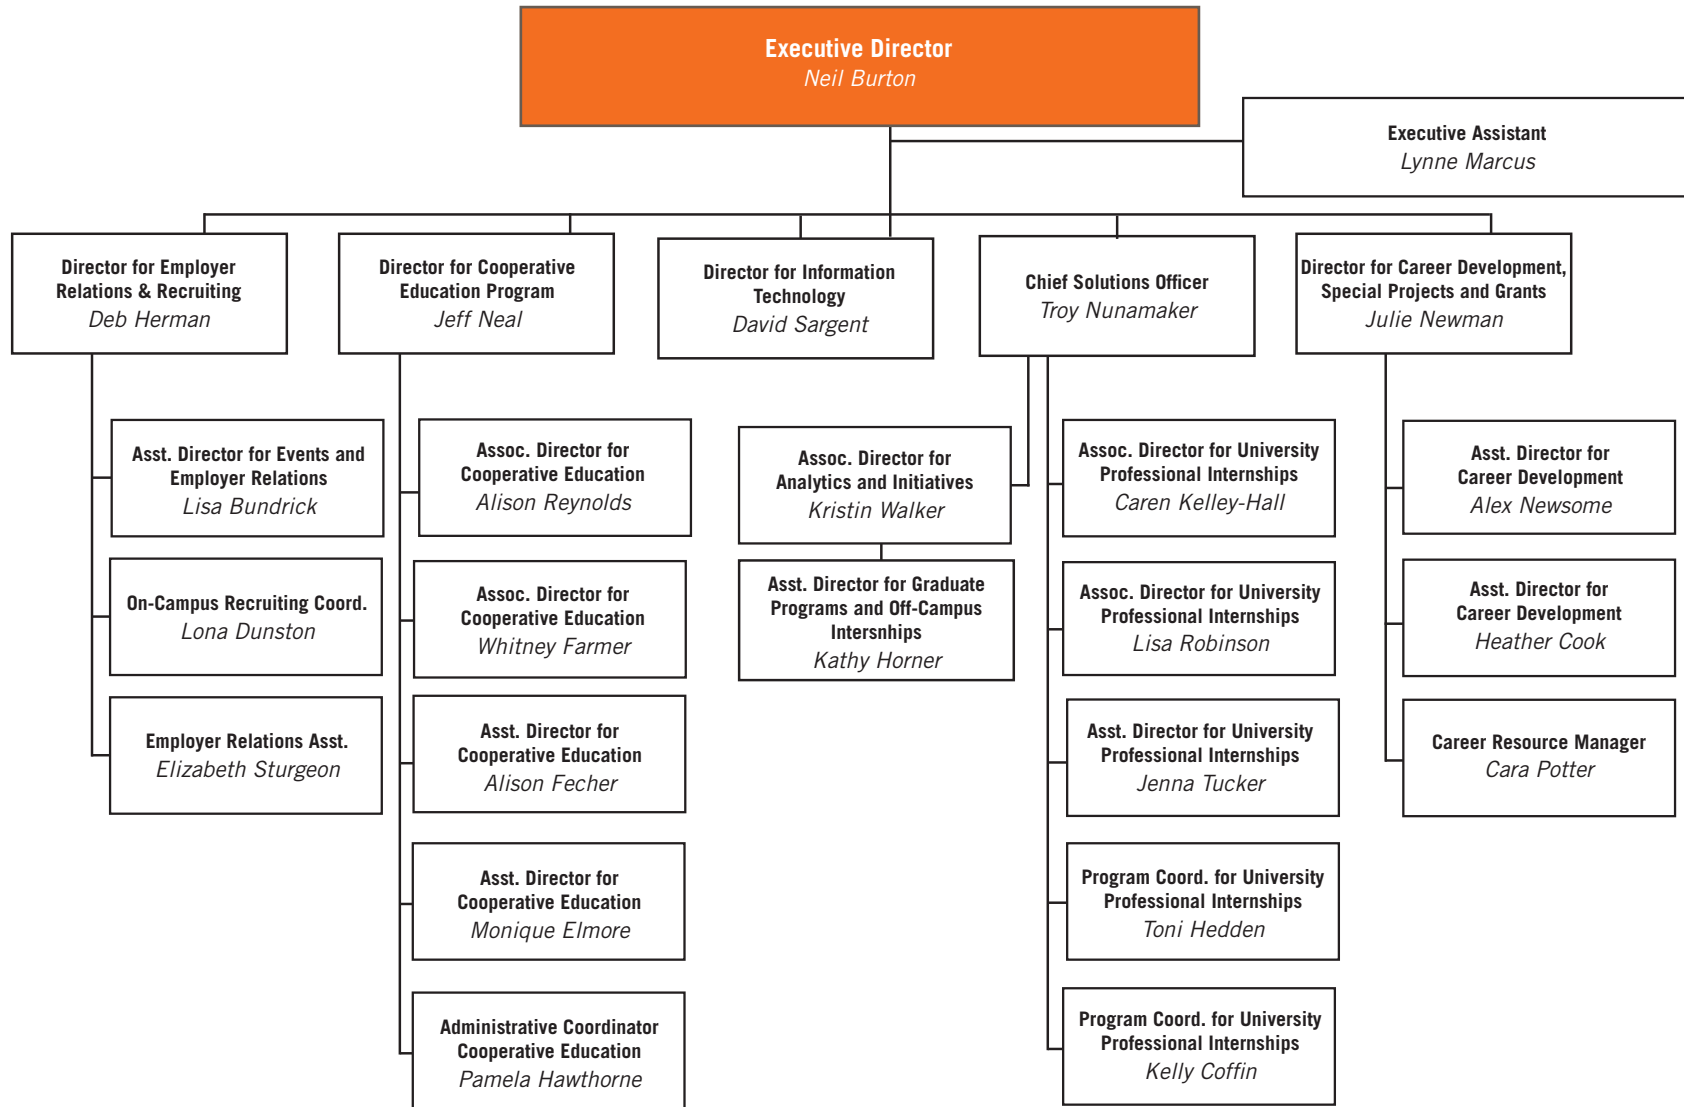 Executive Director
Neil Burton
Executive Assistant
Lynne Marcus
Director for Employer
Relations & Recruiting
Deb Herman
Director for Cooperative
Education Program
Jeff Neal
Director for Information
Technology
David Sargent
Chief Solutions Officer
Troy Nunamaker
Director for Career Development,
Special Projects and Grants
Julie Newman
Asst. Director for Events and
Employer Relations
Lisa Bundrick
On-Campus Recruiting Coord.
Lona Dunston
Employer Relations Asst.
Elizabeth Sturgeon
Assoc. Director for
Cooperative Education
Alison Reynolds
Assoc. Director for
Cooperative Education
Whitney Farmer
Asst. Director for
Cooperative Education
Alison Fecher
Asst. Director for
Cooperative Education
Monique Elmore
Administrative Coordinator
Cooperative Education
Pamela Hawthorne
Assoc. Director for
Analytics and Initiatives
Kristin Walker
Asst. Director for Graduate
Programs and Off-Campus
Intersnhips
Kathy Horner
Assoc. Director for University
Professional Internships
Caren Kelley-Hall
Assoc. Director for University
Professional Internships
Lisa Robinson
Asst. Director for University
Professional Internships
Jenna Tucker
Program Coord. for University
Professional Internships
Toni Hedden
Program Coord. for University
Professional Internships
Kelly Coffin
Asst. Director for
Career Development
Alex Newsome
Asst. Director for
Career Development
Heather Cook
Career Resource Manager
Cara Potter